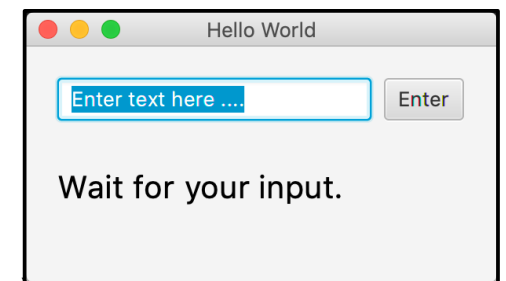 Hello World
Enter text here .... Enter
Wait for your input.